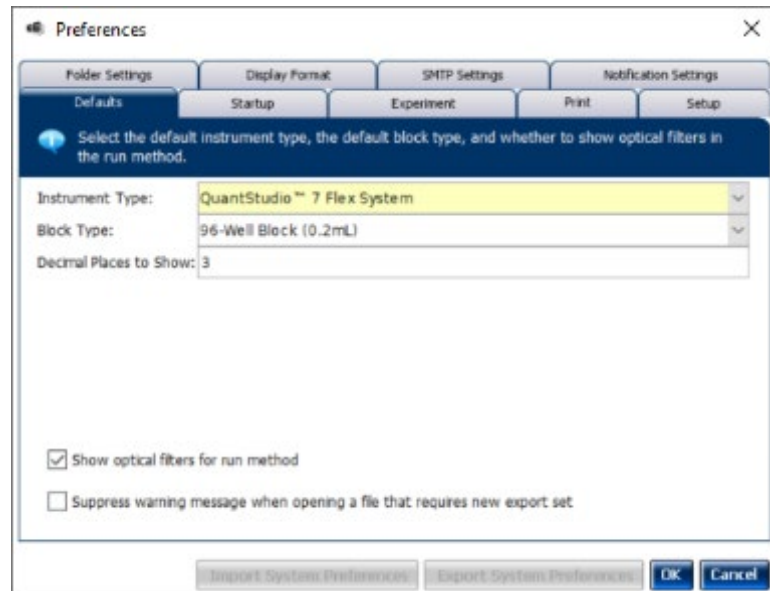 Preferences
Folder Settings
Display Format
SMTP Settings
Notification Settings
Defaults
Startup
Experiment
Print
Setup
Select the default instrument type, the default block type, and whether to show optical filters in
the run method.
Instrument Type: QuantStudio™ 7 Flex System
Block Type: 96-Well Block (0.2mL)
Decimal Places to Show: 3
Show optical filters for run method
Suppress warning message when opening a file that requires new export set
Import System Preferences
Export System Preferences
OK
Cancel